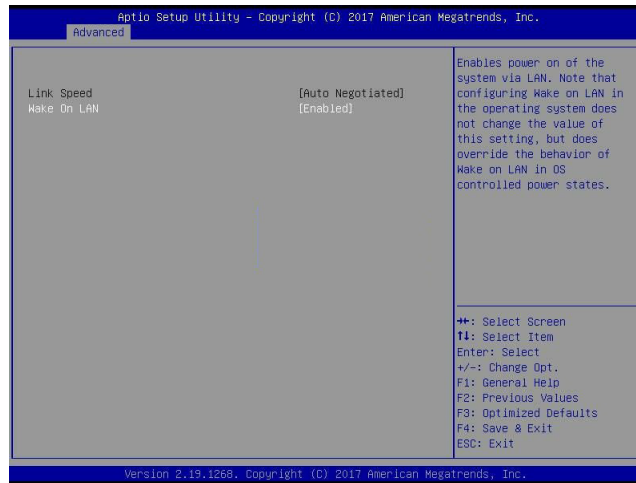 Aptio Setup Utility – Copyright (C) 2017 American Megatrends, Inc.
Advanced
Link Speed [Auto Negotiated]
Wake On LAN [Enabled]
Enables power on of the
system via LAN. Note that
configuring Wake on LAN in
the operating system does
not change the value of
this setting, but does
override the behavior of
Wake on LAN in OS
controlled power states.
→←: Select Screen
↑↓: Select Item
Enter: Select
+/-: Change Opt.
F1: General Help
F2: Previous Values
F3: Optimized Defaults
F4: Save & Exit
ESC: Exit
Version 2.19.1268. Copyright (C) 2017 American Megatrends, Inc.